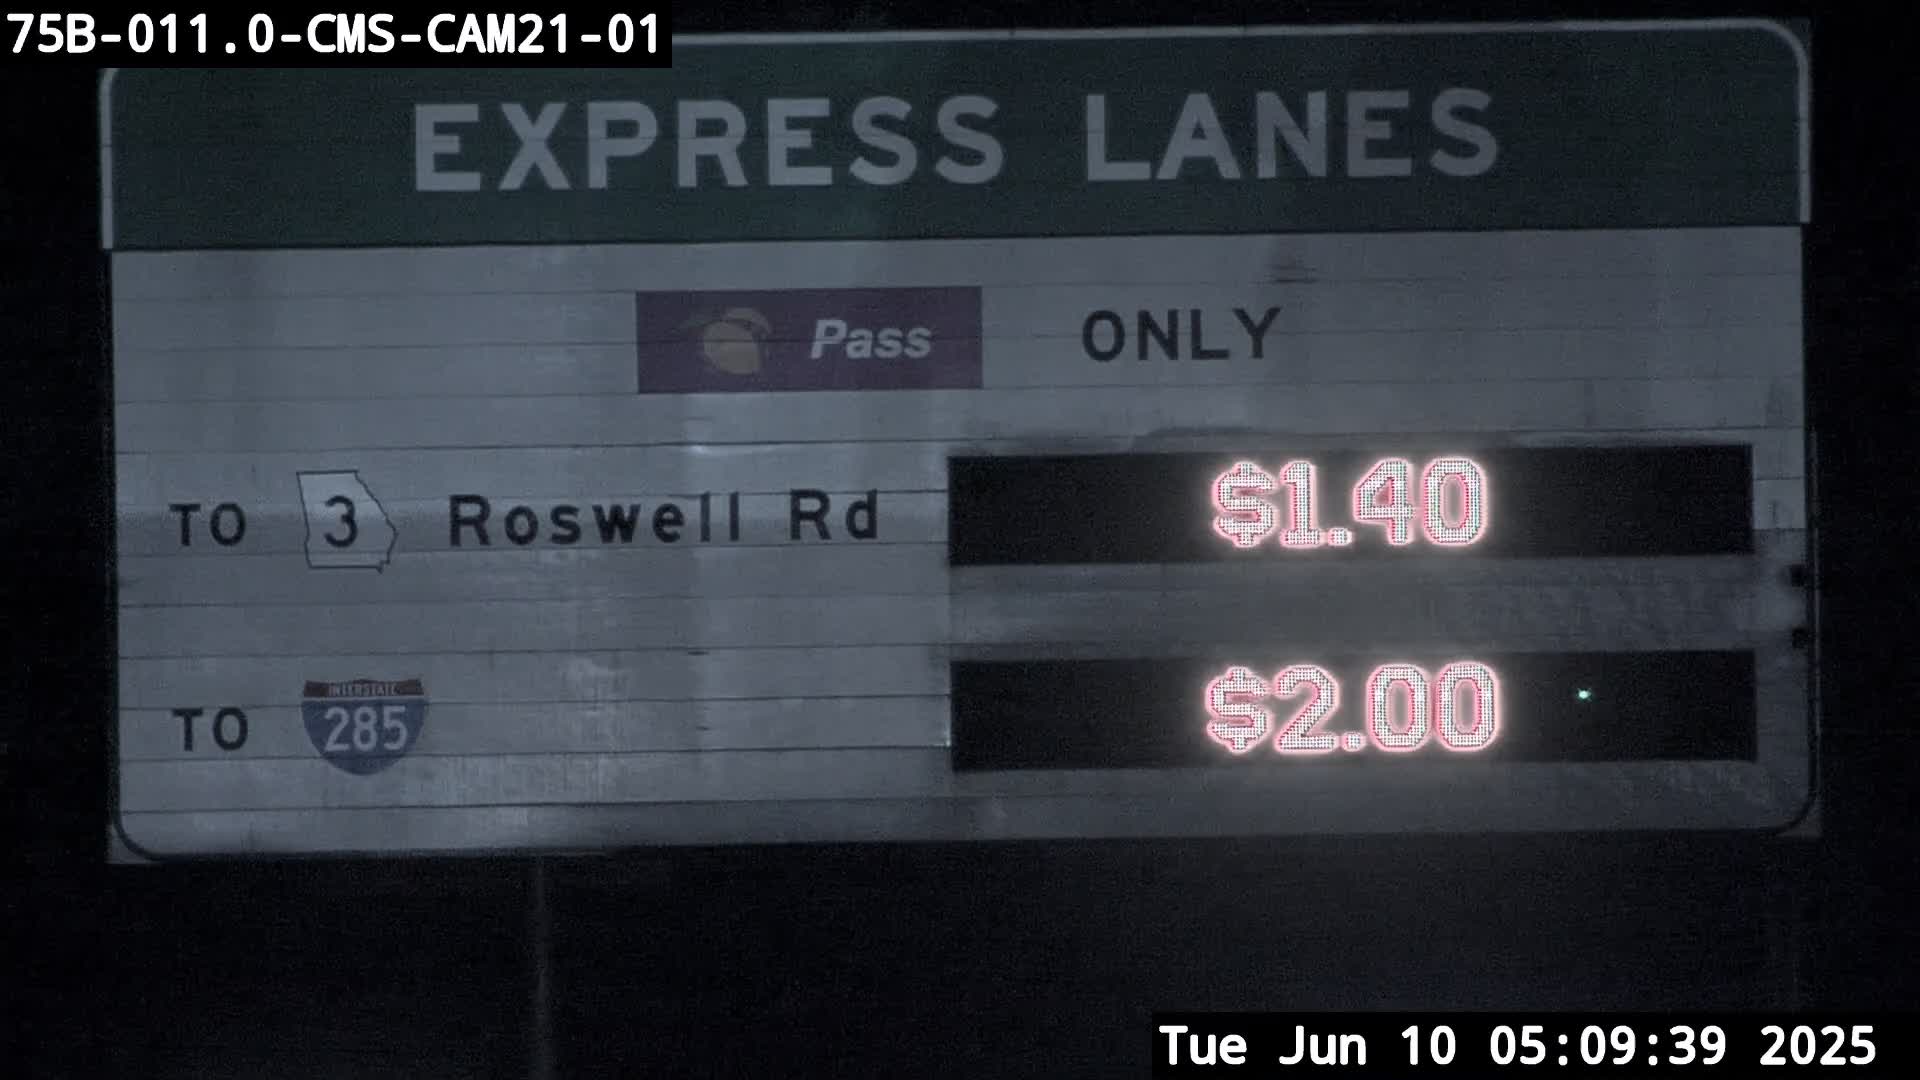 75B-011.0-CMS-CAM21-01
EXPRESS LANES
Pass ONLY
TO 3 Roswell Rd $1.40
INTERSTATE
TO 285 $2.00
Tue Jun 10 05:09:39 2025